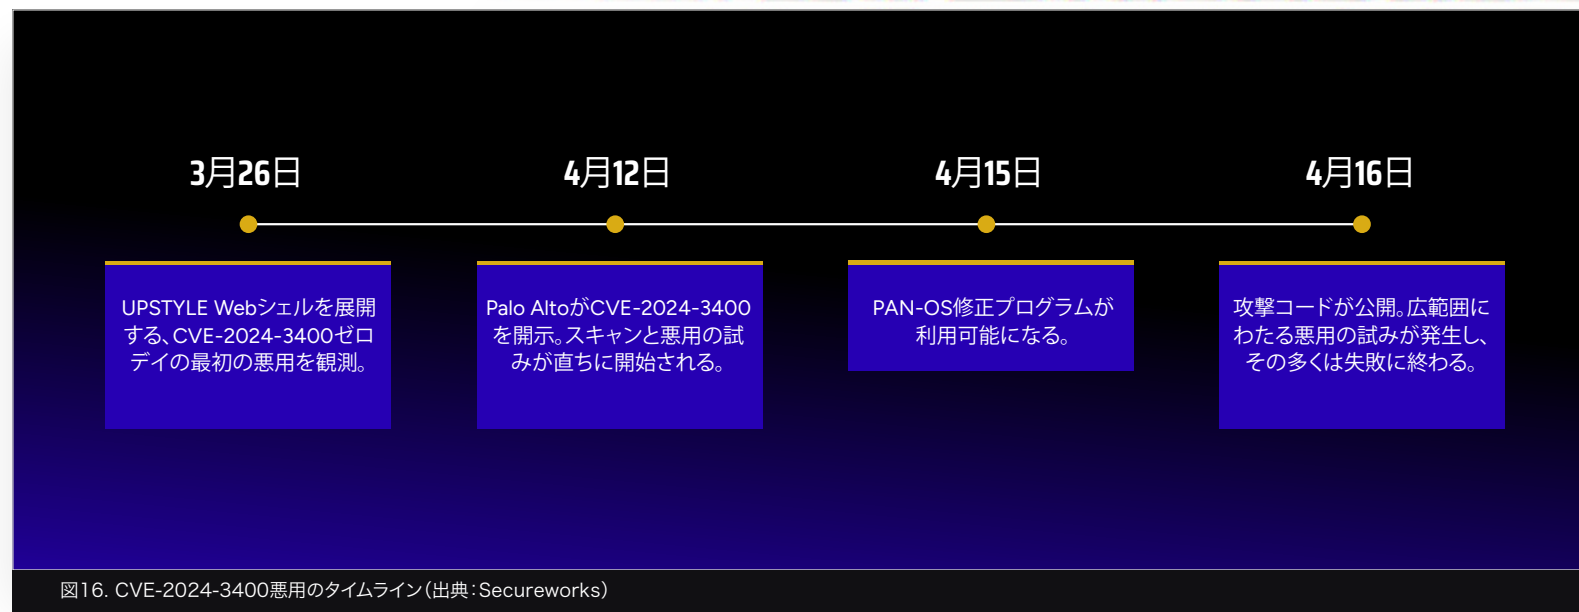 3月26日
UPSTYLE Webシェルを展開
する、CVE-2024-3400ゼロ
デイの最初の悪用を観測。
4月12日
Palo AltoがCVE-2024-3400
を開示。スキャンと悪用の試
みが直ちに開始される。
4月15日
PAN-OS修正プログラムが
利用可能になる。
4月16日
攻撃コードが公開。広範囲に
わたる悪用の試みが発生し、
その多くは失敗に終わる。
図16. CVE-2024-3400悪用のタイムライン(出典:Secureworks)